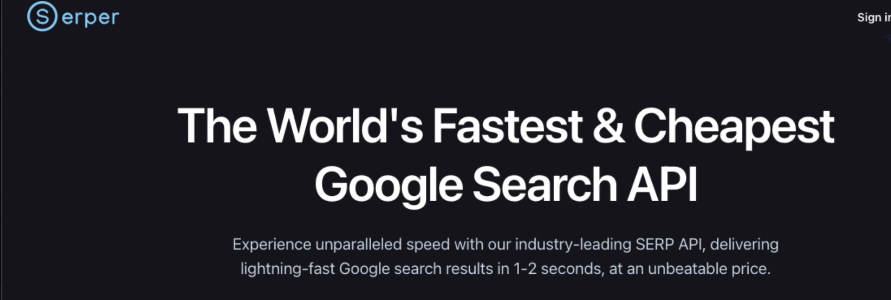 Serper
Sign in
The World's Fastest & Cheapest
Google Search API
Experience unparalleled speed with our industry-leading SERP API, delivering
lightning-fast Google search results in 1-2 seconds, at an unbeatable price.